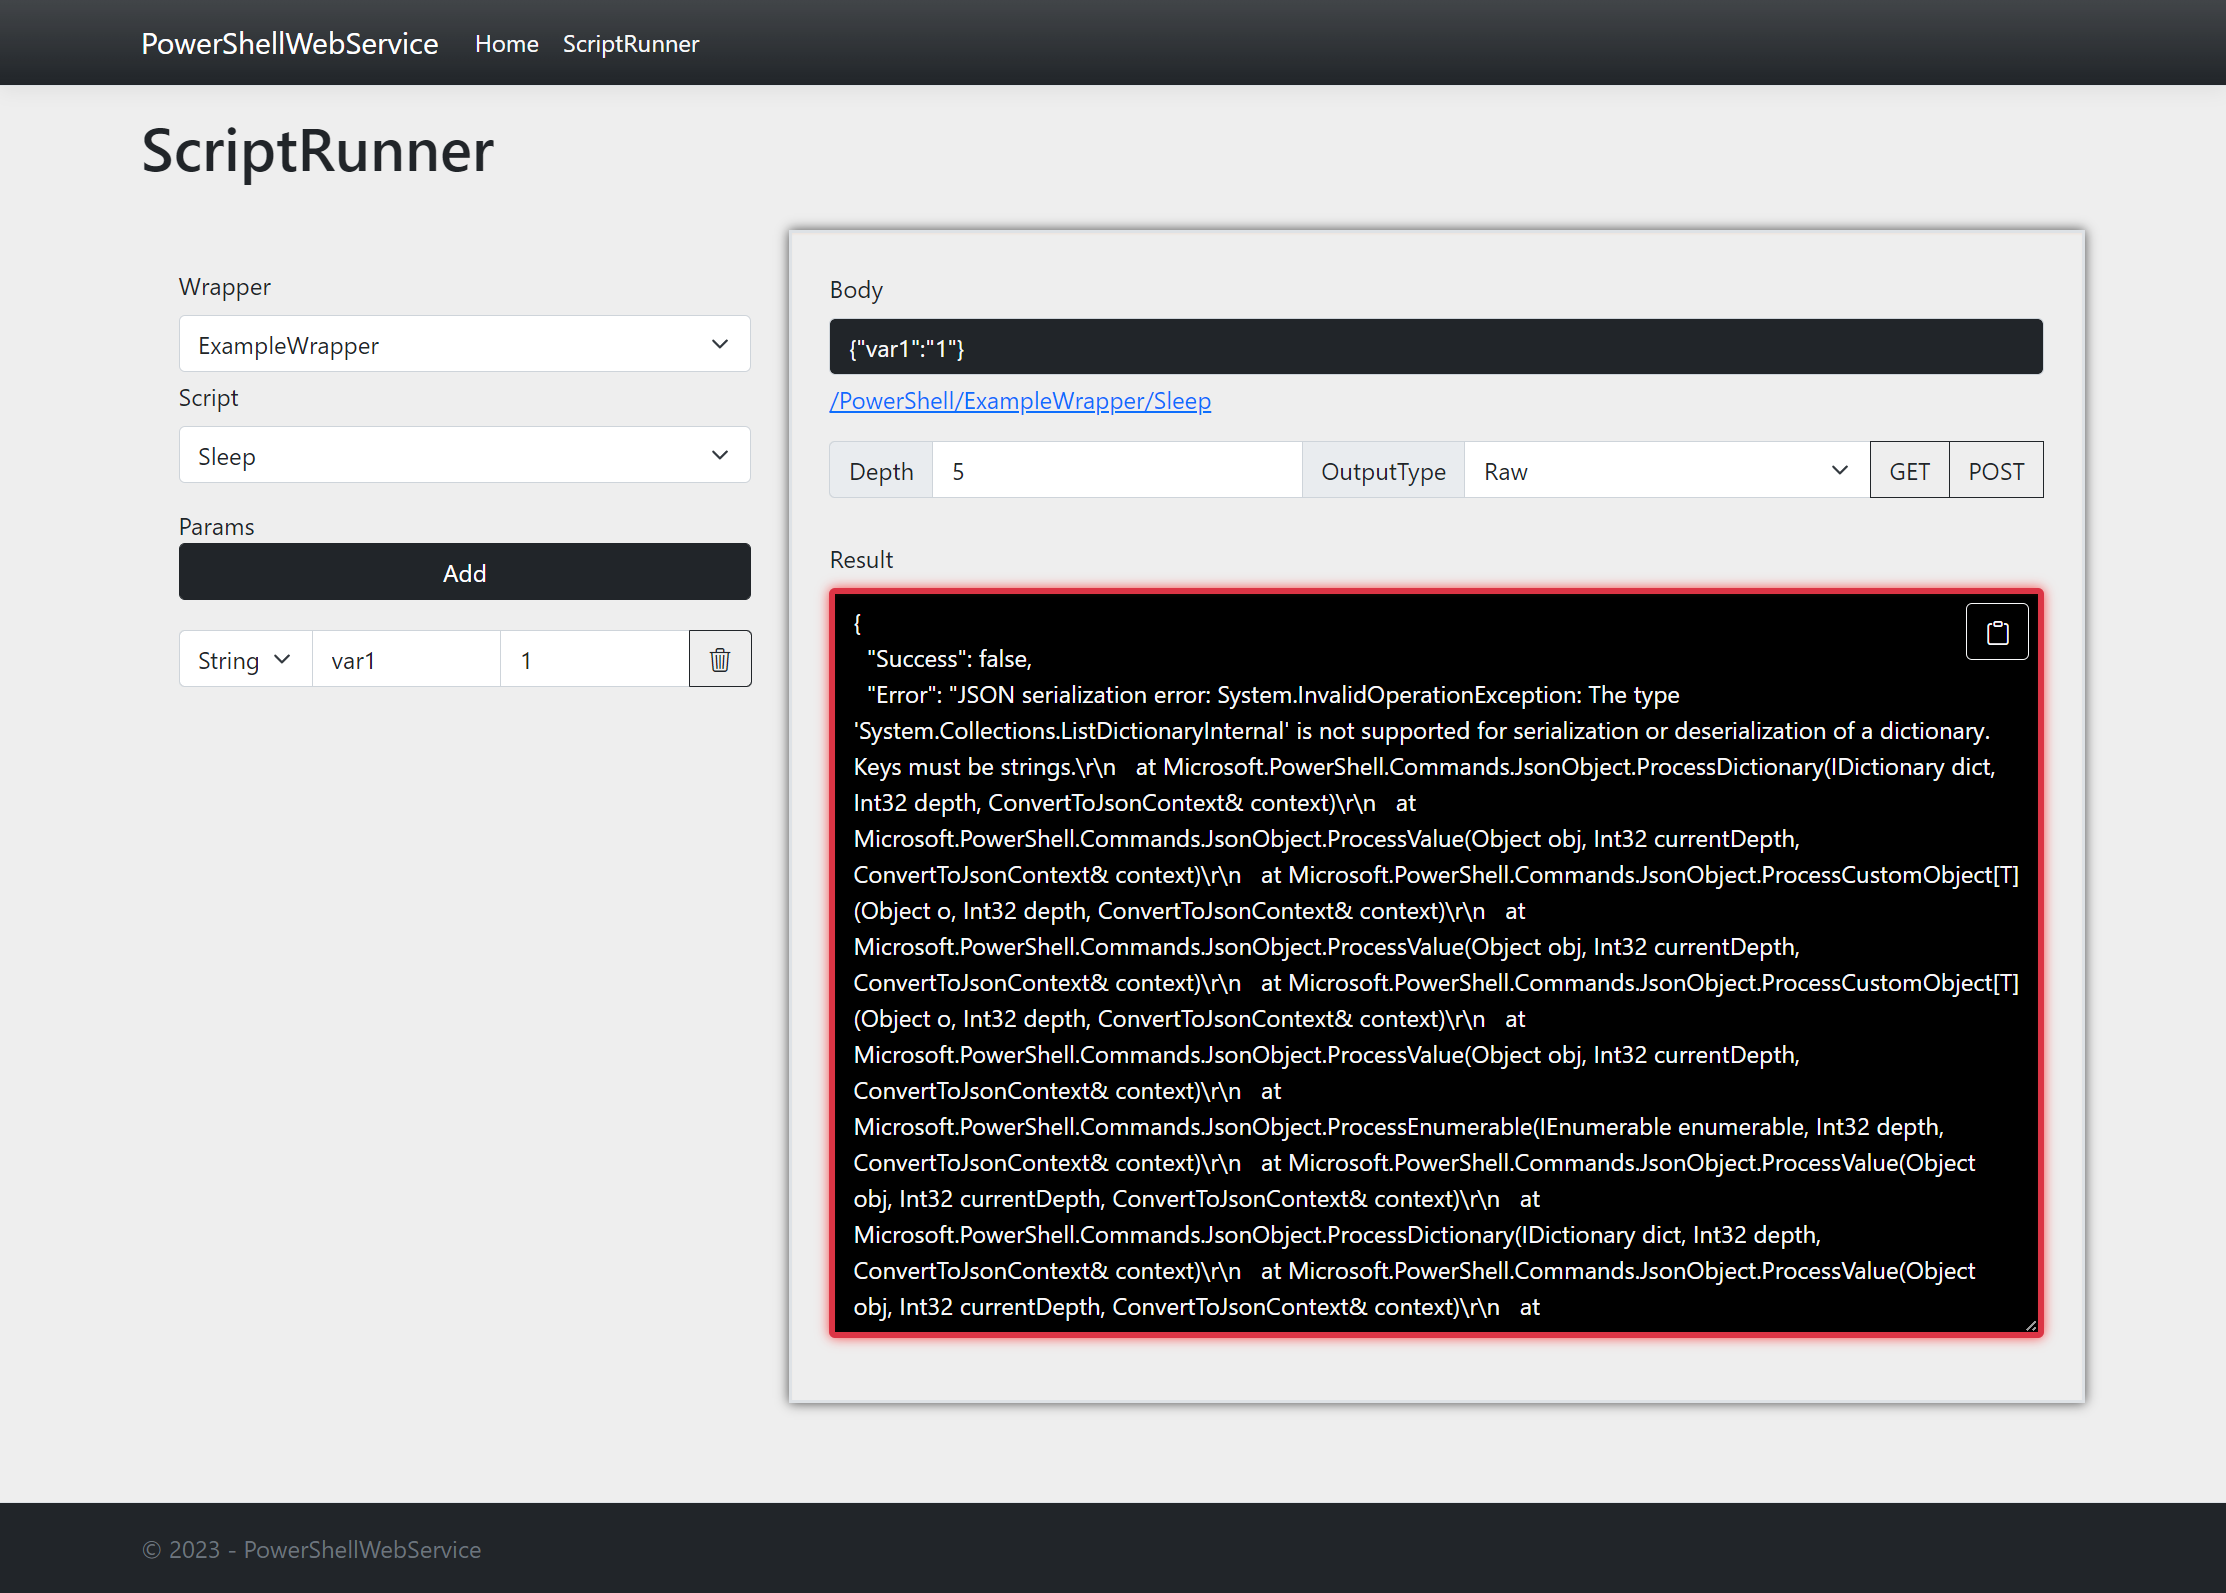 PowerShellWebService Home ScriptRunner
ScriptRunner
Wrapper
ExampleWrapper
Script
Sleep
Params
Add
String var1 1
Body
{"var1":"1"}
/PowerShell/ExampleWrapper/Sleep
Depth 5 OutputType Raw GET POST
Result
{
  "Success": false,
  "Error": "JSON serialization error: System.InvalidOperationException: The type
'System.Collections.ListDictionaryInternal' is not supported for serialization or deserialization of a dictionary.
Keys must be strings.\r\n   at Microsoft.PowerShell.Commands.JsonObject.ProcessDictionary(IDictionary dict,
Int32 depth, ConvertToJsonContext& context)\r\n   at
Microsoft.PowerShell.Commands.JsonObject.ProcessValue(Object obj, Int32 currentDepth,
ConvertToJsonContext& context)\r\n   at Microsoft.PowerShell.Commands.JsonObject.ProcessCustomObject[T]
(Object o, Int32 depth, ConvertToJsonContext& context)\r\n   at
Microsoft.PowerShell.Commands.JsonObject.ProcessValue(Object obj, Int32 currentDepth,
ConvertToJsonContext& context)\r\n   at Microsoft.PowerShell.Commands.JsonObject.ProcessCustomObject[T]
(Object o, Int32 depth, ConvertToJsonContext& context)\r\n   at
Microsoft.PowerShell.Commands.JsonObject.ProcessValue(Object obj, Int32 currentDepth,
ConvertToJsonContext& context)\r\n   at
Microsoft.PowerShell.Commands.JsonObject.ProcessEnumerable(IEnumerable enumerable, Int32 depth,
ConvertToJsonContext& context)\r\n   at Microsoft.PowerShell.Commands.JsonObject.ProcessValue(Object
obj, Int32 currentDepth, ConvertToJsonContext& context)\r\n   at
Microsoft.PowerShell.Commands.JsonObject.ProcessDictionary(IDictionary dict, Int32 depth,
ConvertToJsonContext& context)\r\n   at Microsoft.PowerShell.Commands.JsonObject.ProcessValue(Object
obj, Int32 currentDepth, ConvertToJsonContext& context)\r\n   at
© 2023 - PowerShellWebService